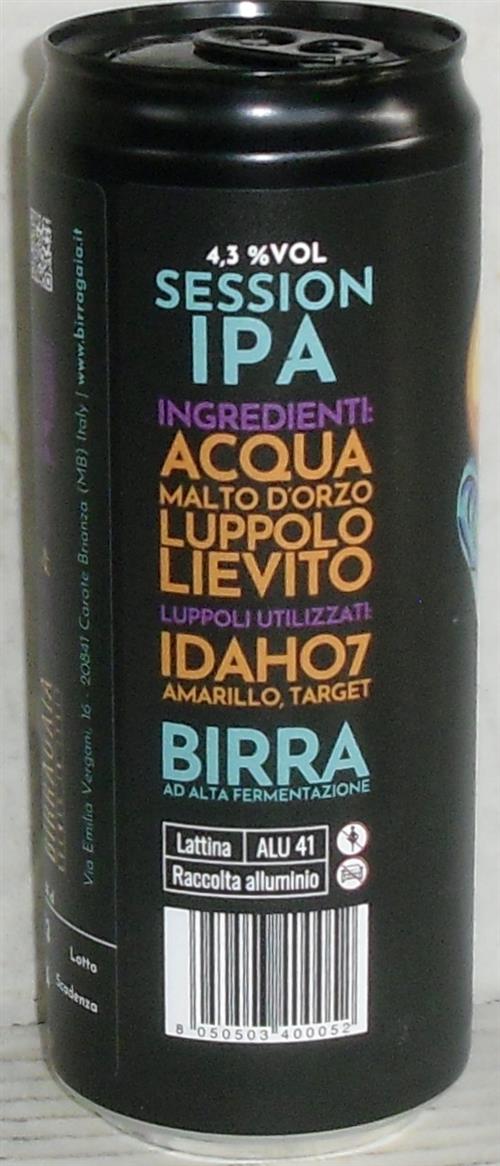 4,3 %VOL
SESSION
IPA
INGREDIENTI:
ACQUA
MALTO D'ORZO
LUPPOLO
LIEVITO
LUPPOLI UTILIZZATI:
IDAHO7
AMARILLO, TARGET
BIRRA
AD ALTA FERMENTAZIONE
Lattina ALU 41
Raccolta alluminio
8 050503 400052
Via Emilia Vergani, 16 - 20841 Carate Brianza (MB) Italy | www.birragaia.it
Lotto
Scadenza